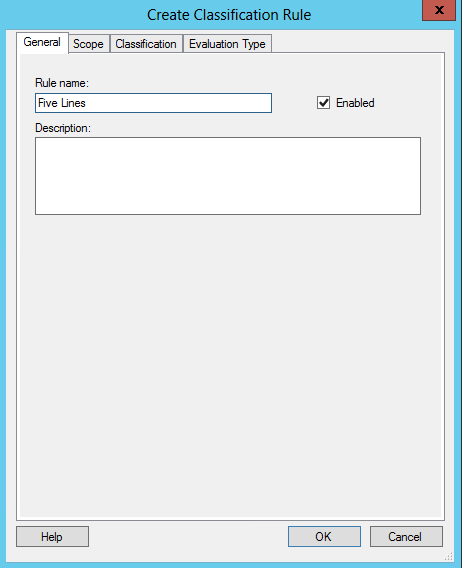 Create Classification Rule
x
General Scope Classification Evaluation Type
Rule name:
Five Lines
Enabled
Description:
Help OK Cancel